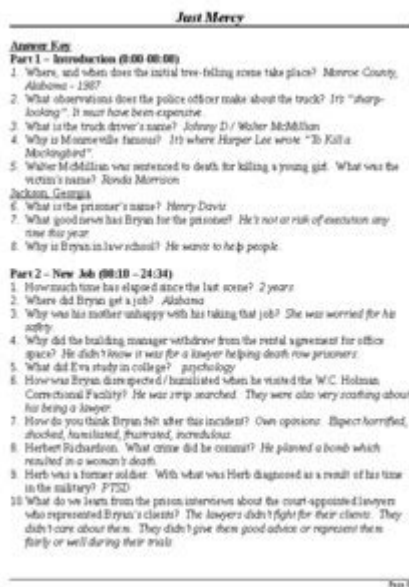 Just Mercy
Answer Key
Part 1 – Introduction (0:00-08:08)
1. Where, and when does the initial tree-felling scene take place? Monroe County,
Alabama – 1987
2. What observations does the police officer make about the truck? It's "sharp-
looking". It must have been expensive.
3. What is the truck driver's name? Johnny D / Walter McMillian
4. Why is Monroeville famous? It's where Harper Lee wrote "To Kill a
Mockingbird".
5. Walter McMillian was sentenced to death for killing a young girl. What was the
victim's name? Ronda Morrison
Jackson, Georgia
6. What is the prisoner's name? Henry Davis
7. What good news has Bryan for the prisoner? He's not at risk of execution any
time this year.
8. Why is Bryan in law school? He wants to help people.
Part 2 – New Job (08:10 – 24:34)
1. How much time has elapsed since the last scene? 2 years
2. Where did Bryan get a job? Alabama
3. Why was his mother unhappy with his taking that job? She was worried for his
safety.
4. Why did the building manager withdraw from the rental agreement for office
space? He didn't know it was for a lawyer helping death row prisoners.
5. What did Eva study in college? psychology
6. How was Bryan disrespected / humiliated when he visited the W.C. Holman
Correctional Facility? He was strip searched. They were also very scathing about
his being a lawyer.
7. How do you think Bryan felt after this incident? Own opinions. Expect horrified,
shocked, humiliated, frustrated, incredulous.
8. Herbert Richardson. What crime did he commit? He planted a bomb which
resulted in a woman's death.
9. Herb was a former soldier. With what was Herb diagnosed as a result of his time
in the military? PTSD
10. What do we learn from the prison interviews about the court-appointed lawyers
who represented Bryan's clients? The lawyers didn't fight for their clients. They
didn't care about them. They didn't give them good advice or represent them
fairly or well during their trials.